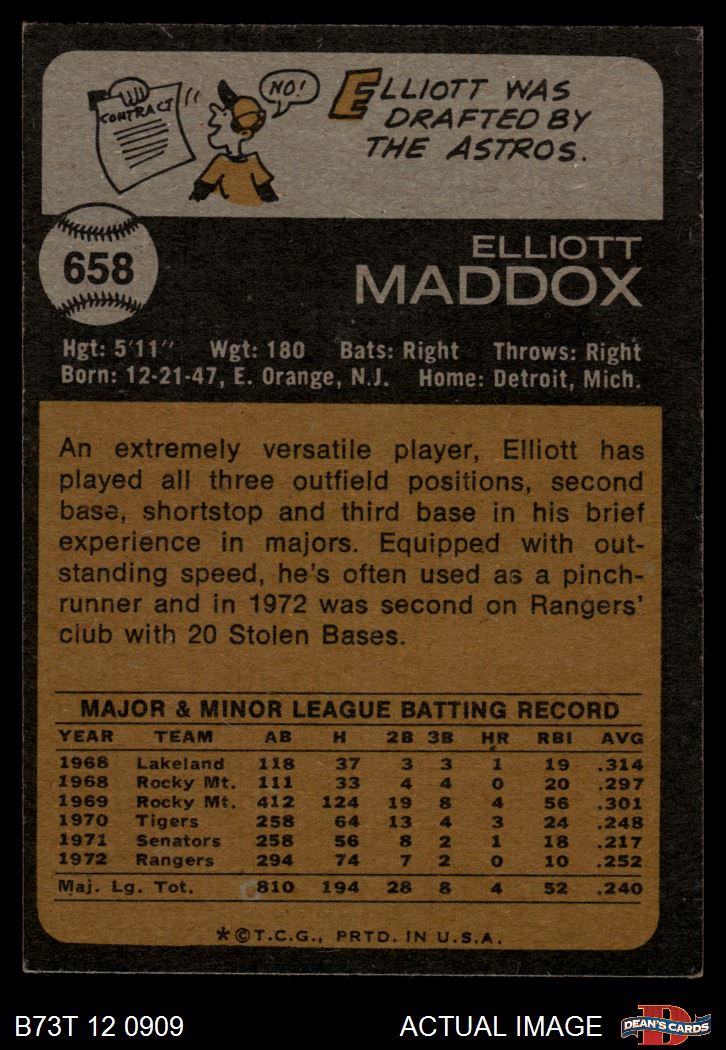 CONTRACT
NO!
ELLIOTT WAS
DRAFTED BY
THE ASTROS.
658
ELLIOTT
MADDOX
Hgt: 5'11" Wgt: 180 Bats: Right Throws: Right
Born: 12-21-47, E. Orange, N.J. Home: Detroit, Mich.
An extremely versatile player, Elliott has
played all three outfield positions, second
base, shortstop and third base in his brief
experience in majors. Equipped with out-
standing speed, he's often used as a pinch-
runner and in 1972 was second on Rangers'
club with 20 Stolen Bases.
MAJOR & MINOR LEAGUE BATTING RECORD
YEAR TEAM AB H 2B 3B HR RBI AVG
1968 Lakeland 118 37 3 3 1 19 .314
1968 Rocky Mt. 111 33 4 4 0 20 .297
1969 Rocky Mt. 412 124 19 8 4 56 .301
1970 Tigers 258 64 13 4 3 24 .248
1971 Senators 258 56 8 2 1 18 .217
1972 Rangers 294 74 7 2 0 10 .252
Maj. Lg. Tot. 810 194 28 8 4 52 .240
*©T.C.G., PRTD. IN U.S.A.
B73T 12 0909 ACTUAL IMAGE D DEAN'S CARDS